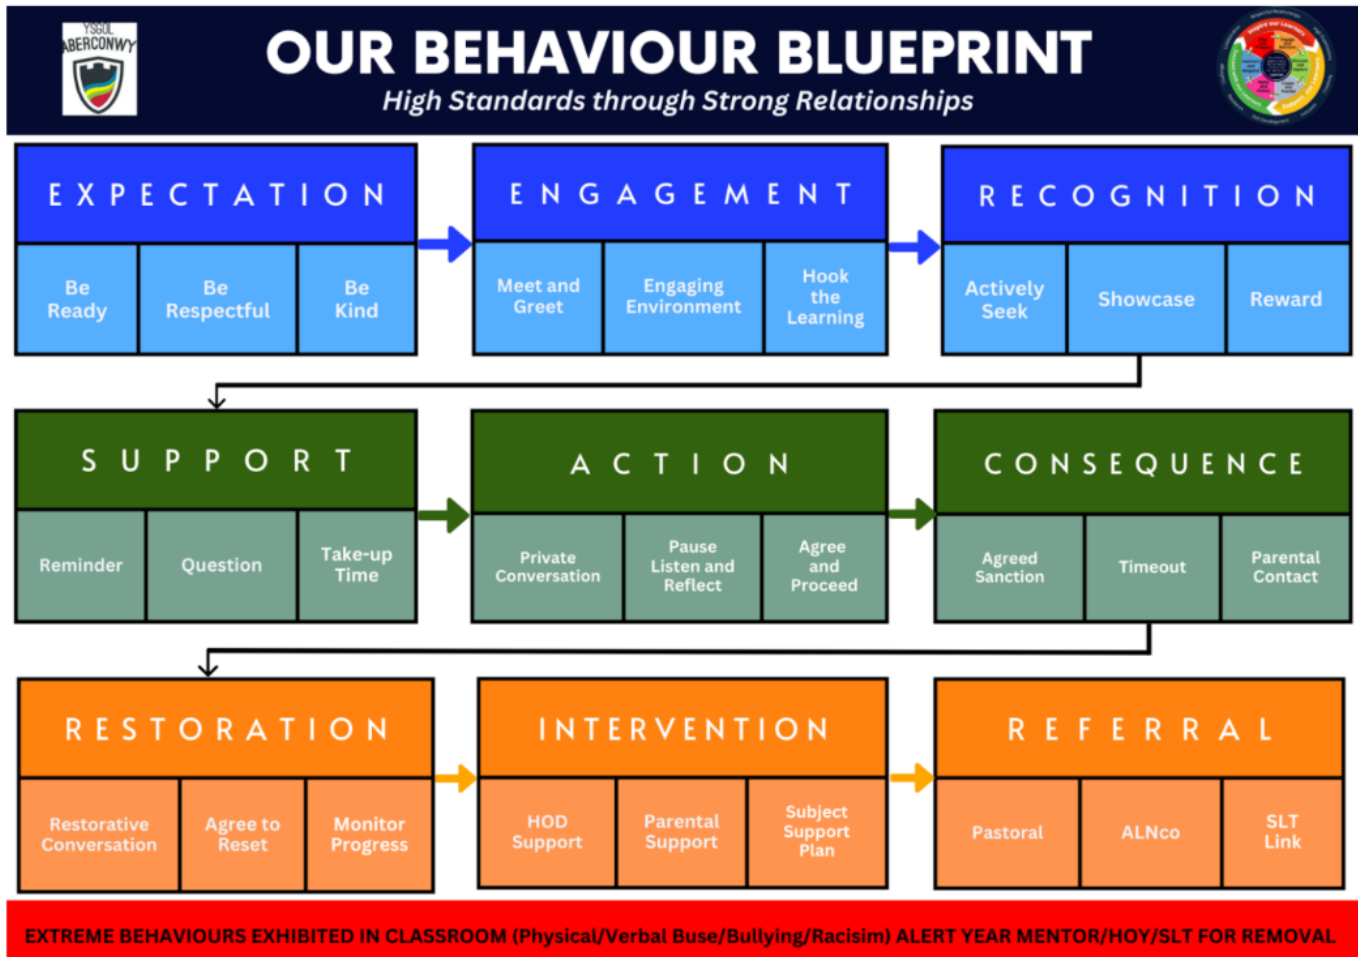 YSGOL
ABERCONWY
OUR BEHAVIOUR BLUEPRINT
High Standards through Strong Relationships
EXPECTATION
Be
Ready
Be
Respectful
Be
Kind
ENGAGEMENT
Meet and
Greet
Engaging
Environment
Hook
the
Learning
RECOGNITION
Actively
Seek
Showcase
Reward
SUPPORT
Reminder
Question
Take-up
Time
ACTION
Private
Conversation
Pause
Listen and
Reflect
Agree
and
Proceed
CONSEQUENCE
Agreed
Sanction
Timeout
Parental
Contact
RESTORATION
Restorative
Conversation
Agree to
Reset
Monitor
Progress
INTERVENTION
HOD
Support
Parental
Support
Subject
Support
Plan
REFERRAL
Pastoral
ALNco
SLT
Link
EXTREME BEHAVIOURS EXHIBITED IN CLASSROOM (Physical/Verbal Buse/Bullying/Racisim) ALERT YEAR MENTOR/HOY/SLT FOR REMOVAL